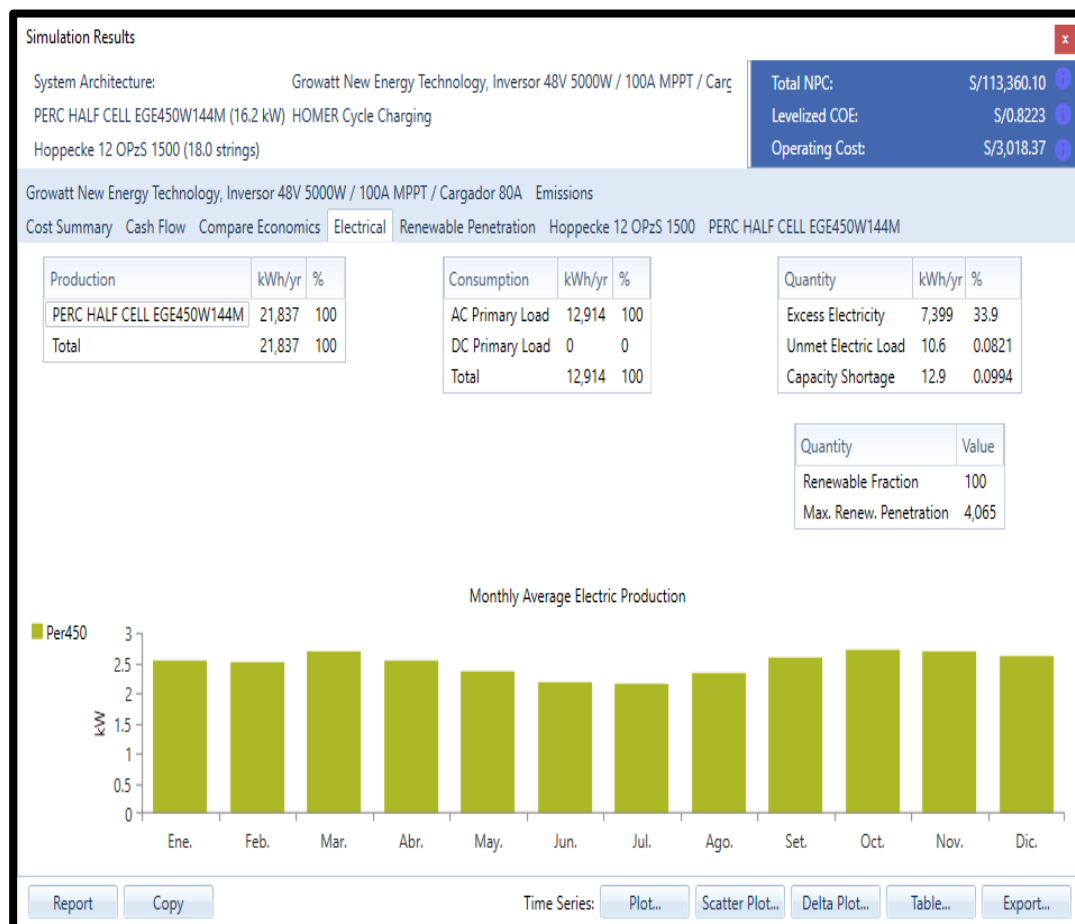 Simulation Results
x
System Architecture:
Growatt New Energy Technology, Inversor 48V 5000W / 100A MPPT / Carg
PERC HALF CELL EGE450W144M (16.2 kW)
HOMER Cycle Charging
Hoppecke 12 OPzS 1500 (18.0 strings)
Total NPC: S/113,360.10
Levelized COE: S/0.8223
Operating Cost: S/3,018.37
Growatt New Energy Technology, Inversor 48V 5000W / 100A MPPT / Cargador 80A Emissions
Cost Summary Cash Flow Compare Economics Electrical Renewable Penetration Hoppecke 12 OPzS 1500 PERC HALF CELL EGE450W144M
Production kWh/yr %
PERC HALF CELL EGE450W144M 21,837 100
Total 21,837 100
Consumption kWh/yr %
AC Primary Load 12,914 100
DC Primary Load 0 0
Total 12,914 100
Quantity kWh/yr %
Excess Electricity 7,399 33.9
Unmet Electric Load 10.6 0.0821
Capacity Shortage 12.9 0.0994
Quantity Value
Renewable Fraction 100
Max. Renew. Penetration 4,065
Monthly Average Electric Production
Per450
kW
3
2.5
2
1.5
1
0.5
0
Ene. Feb. Mar. Abr. May. Jun. Jul. Ago. Set. Oct. Nov. Dic.
Report Copy Time Series: Plot... Scatter Plot... Delta Plot... Table... Export...